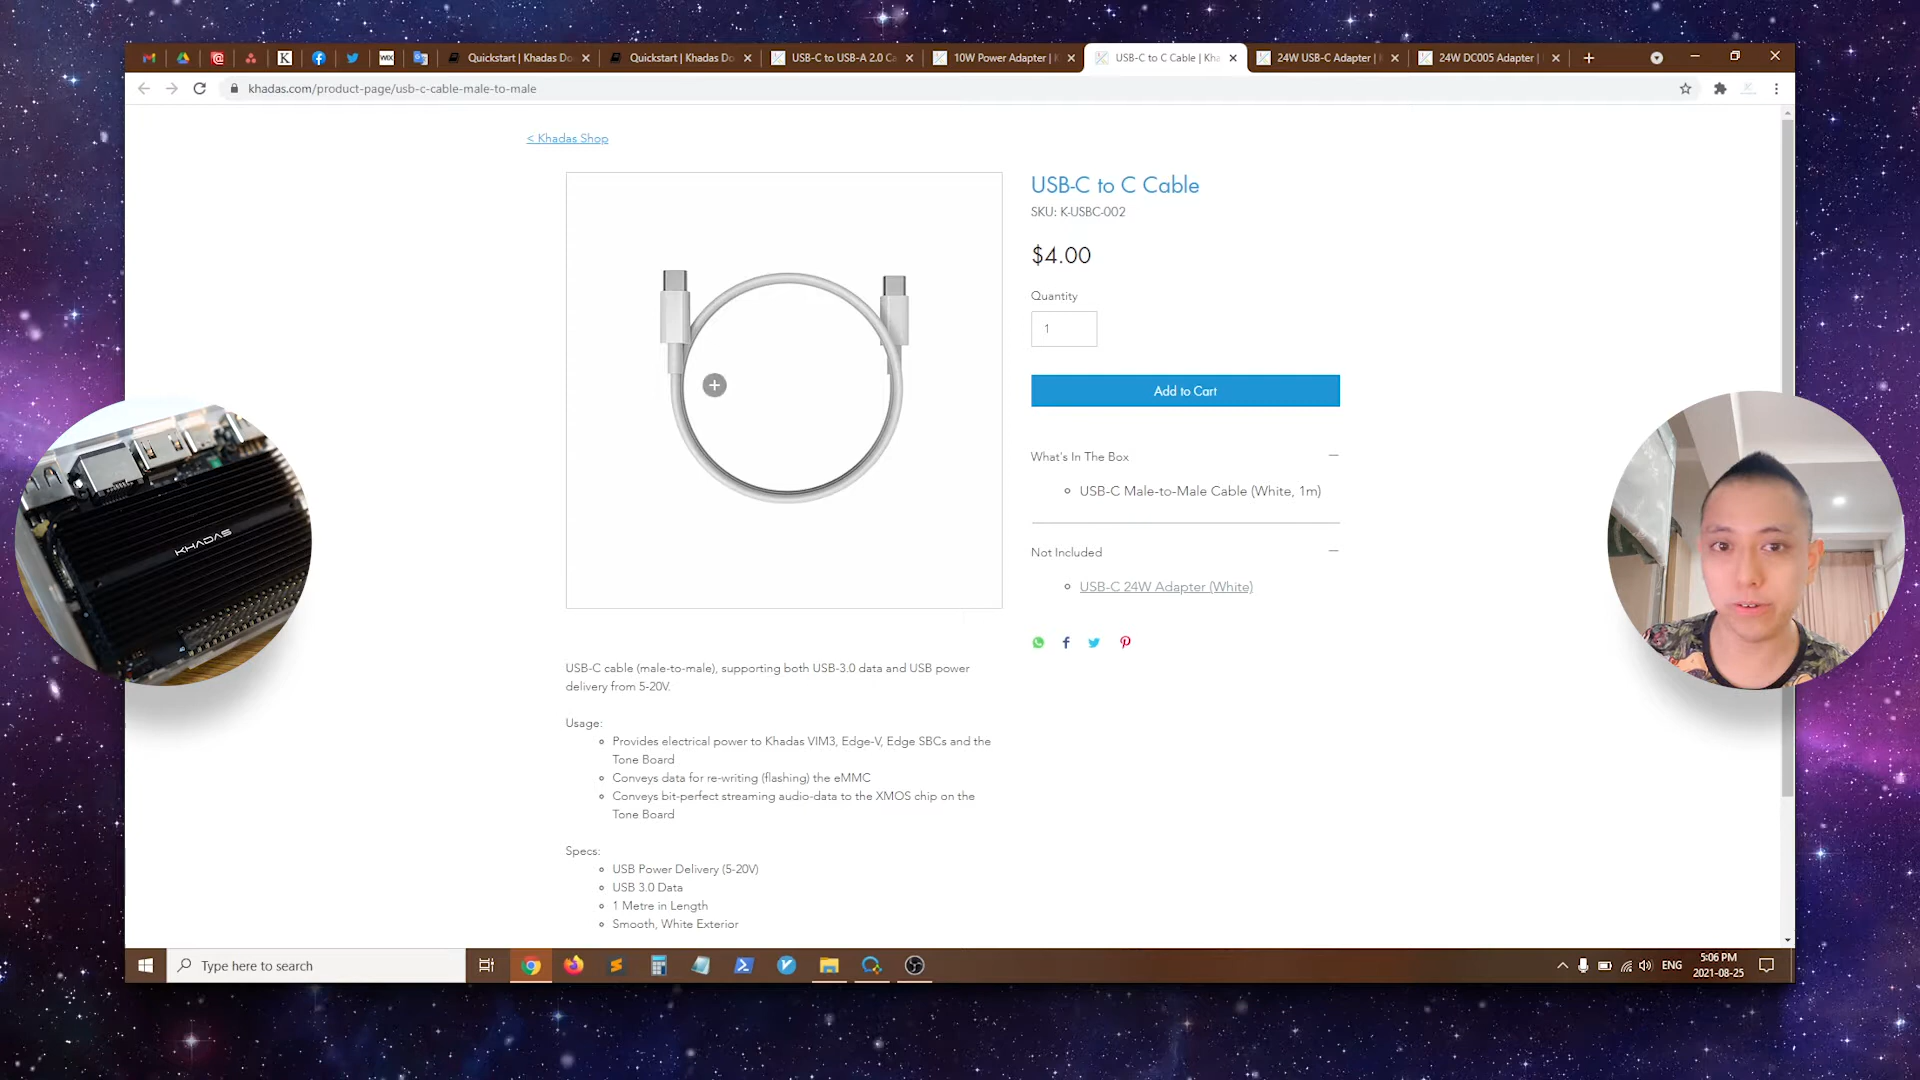 Quickstart | Khadas Do
Quickstart | Khadas Do
USB-C to USB-A 2.0 Ca
10W Power Adapter |
USB-C to C Cable | Kha
24W USB-C Adapter |
24W DC005 Adapter |
khadas.com/product-page/usb-c-cable-male-to-male
< Khadas Shop
USB-C to C Cable
SKU: K-USBC-002
$4.00
Quantity
1
Add to Cart
What's In The Box
USB-C Male-to-Male Cable (White, 1m)
Not Included
USB-C 24W Adapter (White)
USB-C cable (male-to-male), supporting both USB-3.0 data and USB power
delivery from 5-20V.
Usage:
Provides electrical power to Khadas VIM3, Edge-V, Edge SBCs and the
Tone Board
Conveys data for re-writing (flashing) the eMMC
Conveys bit-perfect streaming audio-data to the XMOS chip on the
Tone Board
Specs:
USB Power Delivery (5-20V)
USB 3.0 Data
1 Metre in Length
Smooth, White Exterior
KHADAS
Type here to search
ENG
5:06 PM
2021-08-25